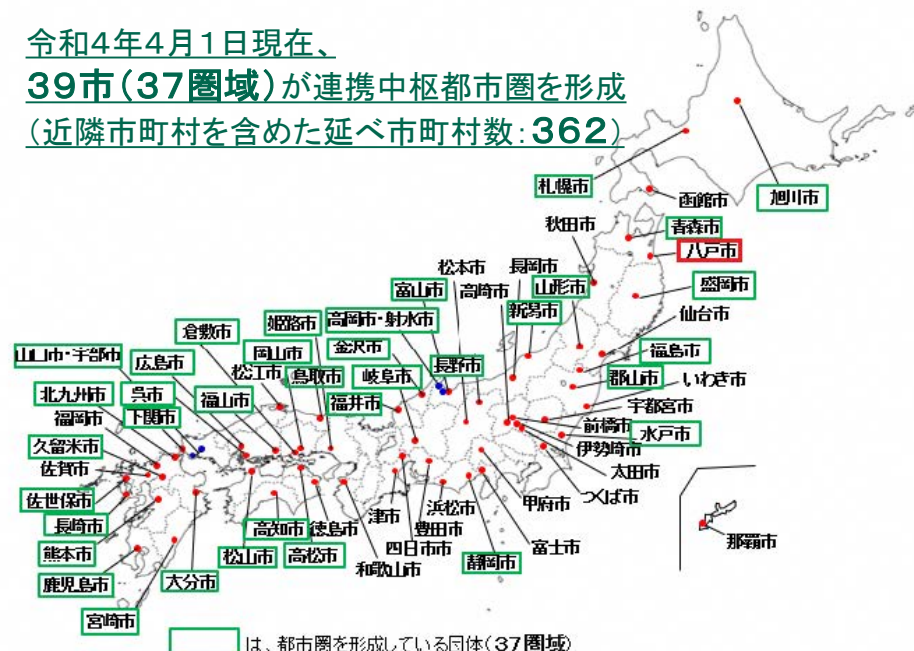 令和4年4月1日現在、
39市(37圏域)が連携中枢都市圏を形成
(近隣市町村を含めた延べ市町村数:362)
札幌市
函館市
旭川市
秋田市
青森市
八戸市
松本市
長岡市
富山市
高崎市
山形市
盛岡市
新潟市
仙台市
倉敷市
姫路市
高岡市・射水市
山口市・宇部市
広島市
岡山市
金沢市
長野市
福島市
松江市
鳥取市
岐阜市
郡山市
いわき市
北九州市
呉市
福山市
福井市
宇都宮市
福岡市
下関市
前橋市
水戸市
久留米市
伊勢崎市
佐賀市
太田市
佐世保市
つくば市
長崎市
高知市
徳島市
津市
浜松市
甲府市
豊田市
那覇市
熊本市
松山市
高松市
四日市市
静岡市
富士市
和歌山市
鹿児島市
大分市
宮崎市
は、都市圏を形成している団体(37圏域)